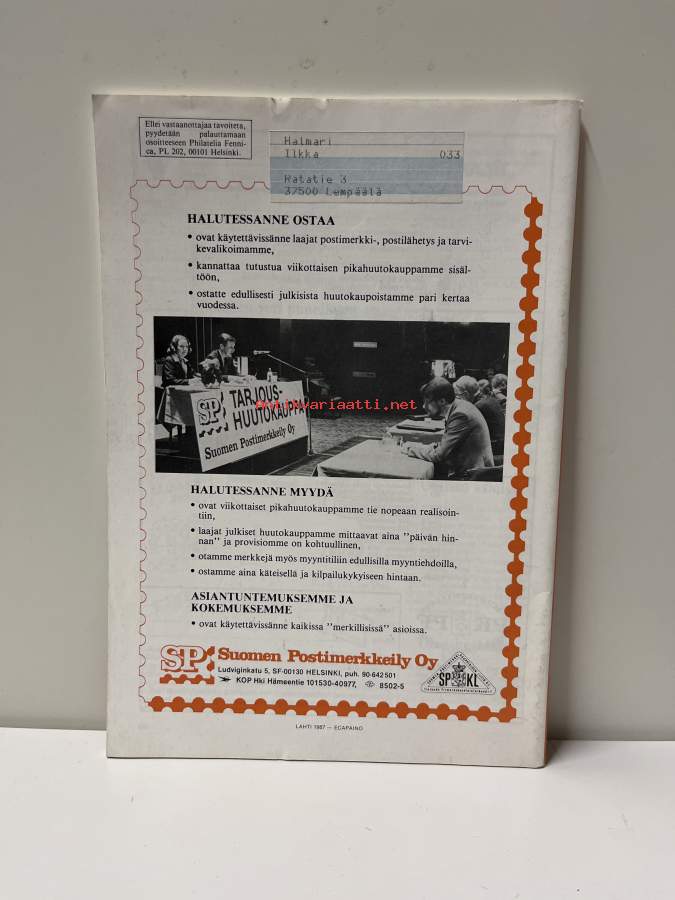 Ellei vastaanottajaa tavoiteta,
pyydetään palauttamaan
osoitteeseen Philatelia Fenni-
ca, PL 202, 00101 Helsinki.
Halmari
Ilkka 033
Ratatie 3
37500 Lempäälä
HALUTESSANNE OSTAA
• ovat käytettävissänne laajat postimerkki-, postilähetys ja tarvi-
kevalikoimamme,
• kannattaa tutustua viikottaisen pikahuutokauppamme sisäl-
töön,
• ostatte edullisesti julkisista huutokaupoistamme pari kertaa
vuodessa.
SP TARJOUS-
HUUTOKAUPPA
Suomen Postimerkkeily Oy
Antikvariaatti.net
HALUTESSANNE MYYDÄ
• ovat viikottaiset pikahuutokauppamme tie nopeaan realisoin-
tiin,
• laajat julkiset huutokauppamme mittaavat aina "päivän hin-
nan" ja provisiomme on kohtuullinen,
• otamme merkkejä myös myyntitiliin edullisilla myyntiehdoilla,
• ostamme aina käteisellä ja kilpailukykyiseen hintaan.
ASIANTUNTEMUKSEMME JA
KOKEMUKSEMME
• ovat käytettävissänne kaikissa "merkillisissä" asioissa.
SP Suomen Postimerkkeily Oy
Ludviginkatu 5, SF-00130 HELSINKI, puh. 90-642 501
KOP Hki Hämeentie 101530-40977, 8502-5
SP KL
LAHTI 1987 — ECAPAINO